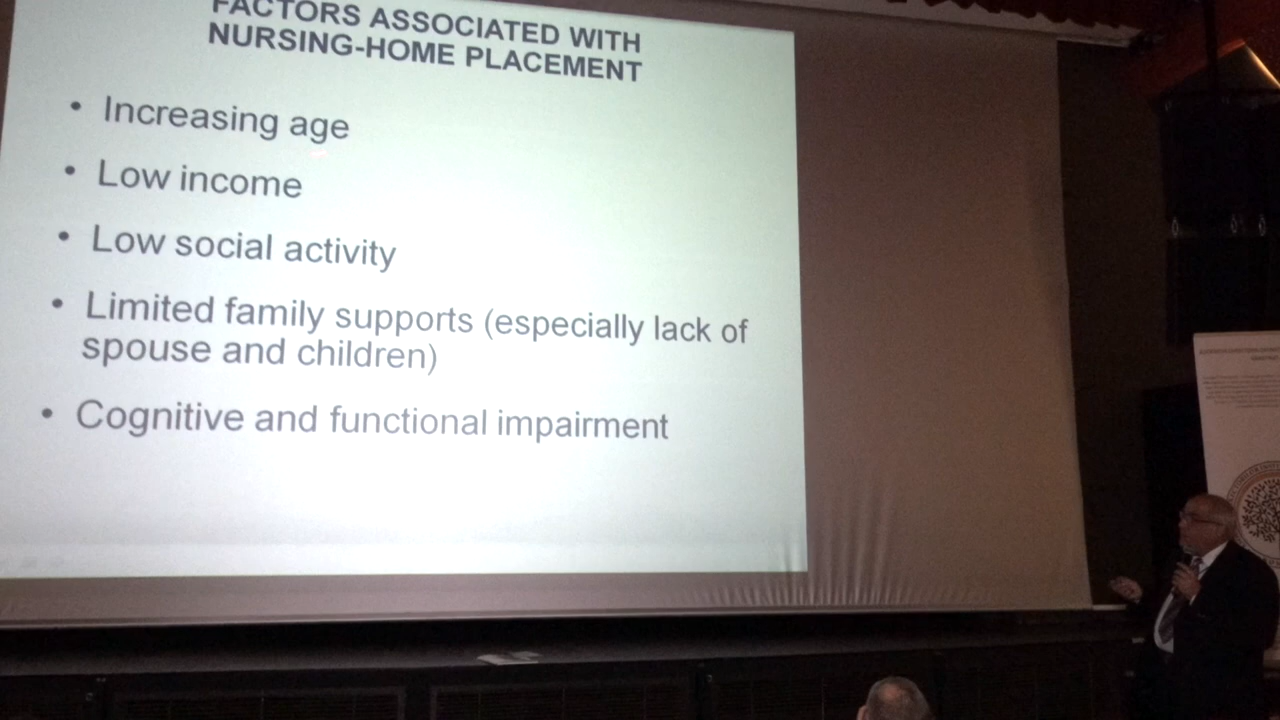 FACTORS ASSOCIATED WITH
NURSING-HOME PLACEMENT
• Increasing age
• Low income
• Low social activity
• Limited family supports (especially lack of
spouse and children)
• Cognitive and functional impairment